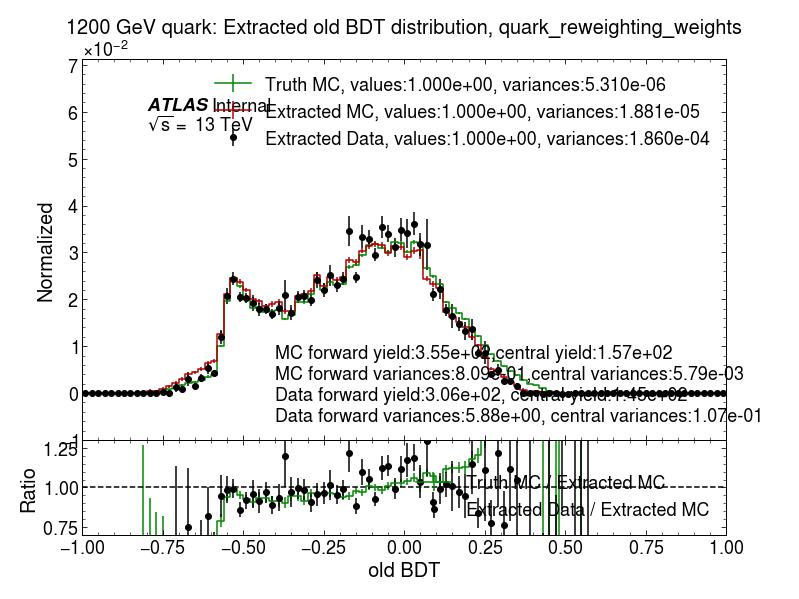 1200 GeV quark: Extracted old BDT distribution, quark_reweighting_weights
×10⁻²
7
6
5
4
3
2
1
0
1
Normalized
Truth MC, values:1.000e+00, variances:5.310e-06
ATLAS Internal
Extracted MC, values:1.000e+00, variances:1.881e-05
√s = 13 TeV
Extracted Data, values:1.000e+00, variances:1.860e-04
MC forward yield:3.55e+02, central yield:1.57e+02
MC forward variances:8.09e-01, central variances:5.79e-03
Data forward yield:3.06e+02, central yield:1.45e+02
Data forward variances:5.88e+00, central variances:1.07e-01
1.25
1.00
0.75
Ratio
Truth MC / Extracted MC
Extracted Data / Extracted MC
−1.00 −0.75 −0.50 −0.25 0.00 0.25 0.50 0.75 1.00
old BDT